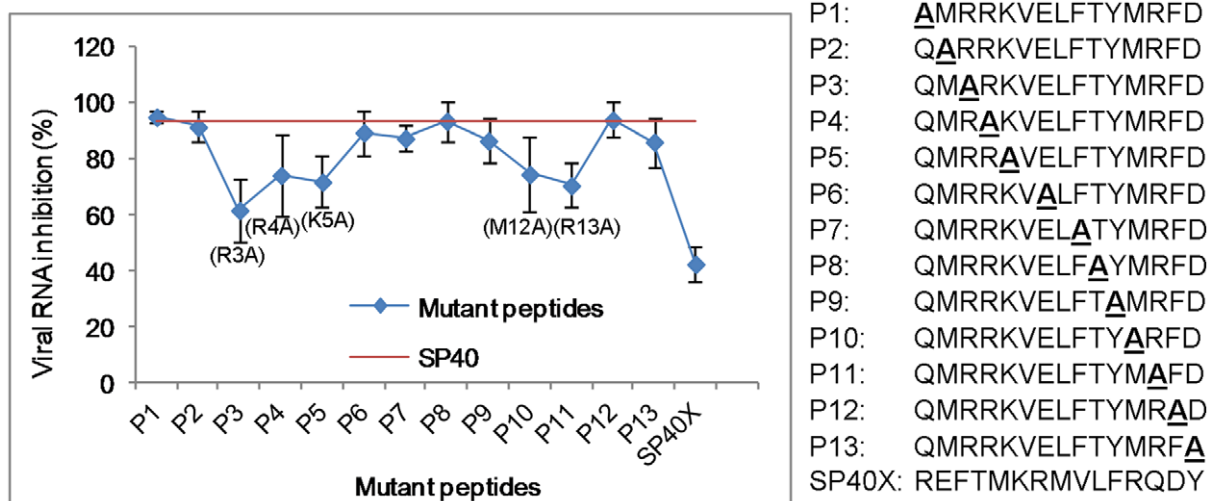 120
100
80
60
40
20
0
Viral RNA inhibition (%)
(R3A)
(R4A)
(K5A)
(M12A)
(R13A)
Mutant peptides
SP40
P1
P2
P3
P4
P5
P6
P7
P8
P9
P10
P11
P12
P13
SP40X
Mutant peptides
P1: AMRRKVELFTYMRFD
P2: QARRKVELFTYMRFD
P3: QMARKVELFTYMRFD
P4: QMRAKVELFTYMRFD
P5: QMRRAVELFTYMRFD
P6: QMRRKVALFTYMRFD
P7: QMRRKVELATYMRFD
P8: QMRRKVELFAYMRFD
P9: QMRRKVELFTAMRFD
P10: QMRRKVELFTYARFD
P11: QMRRKVELFTYMAFD
P12: QMRRKVELFTYMRAD
P13: QMRRKVELFTYMRFA
SP40X: REFTMKRMVLFRQDY